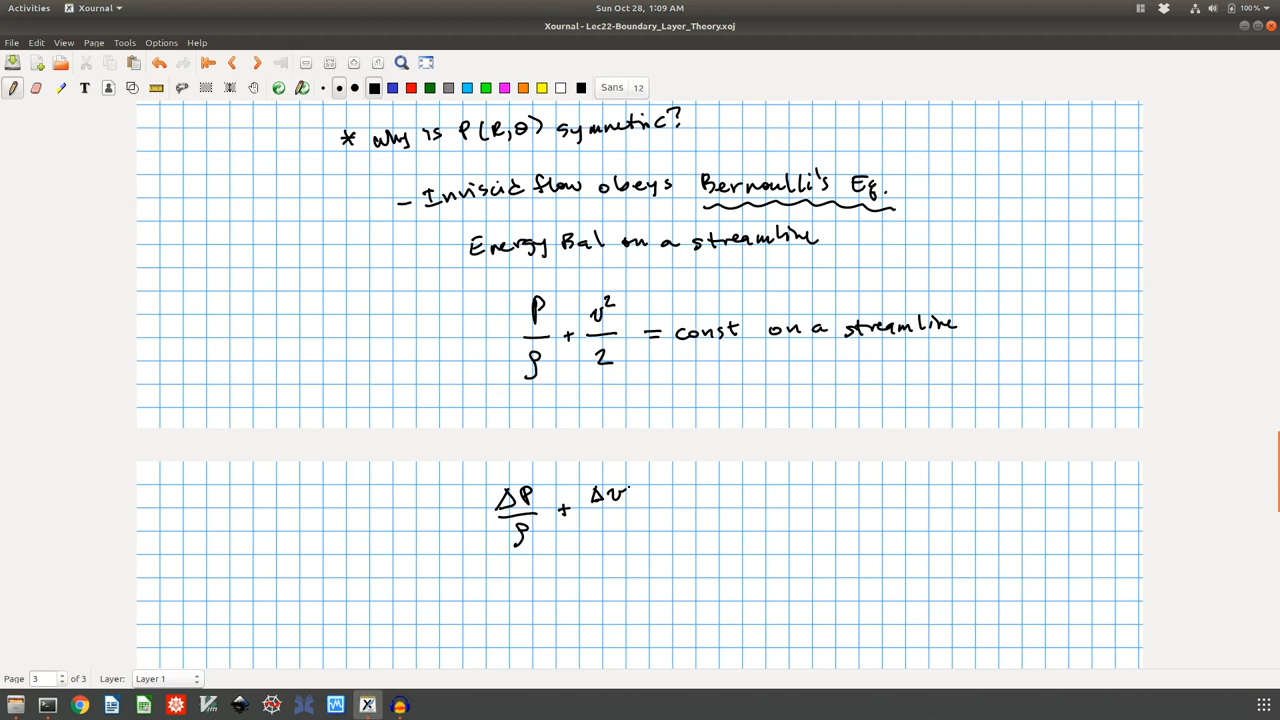 Activities Xournal Sun Oct 28, 1:09 AM 100 %
Xournal - Lec22-Boundary_Layer_Theory.xoj
File Edit View Page Tools Options Help
Sans 12
* why is P(R,θ) symmetric?
- Inviscid flow obeys Bernoulli's Eq.
Energy Bal on a streamline
P/ρ + v²/2 = const on a streamline
ΔP/ρ + Δv
Page 3 of 3 Layer: Layer 1